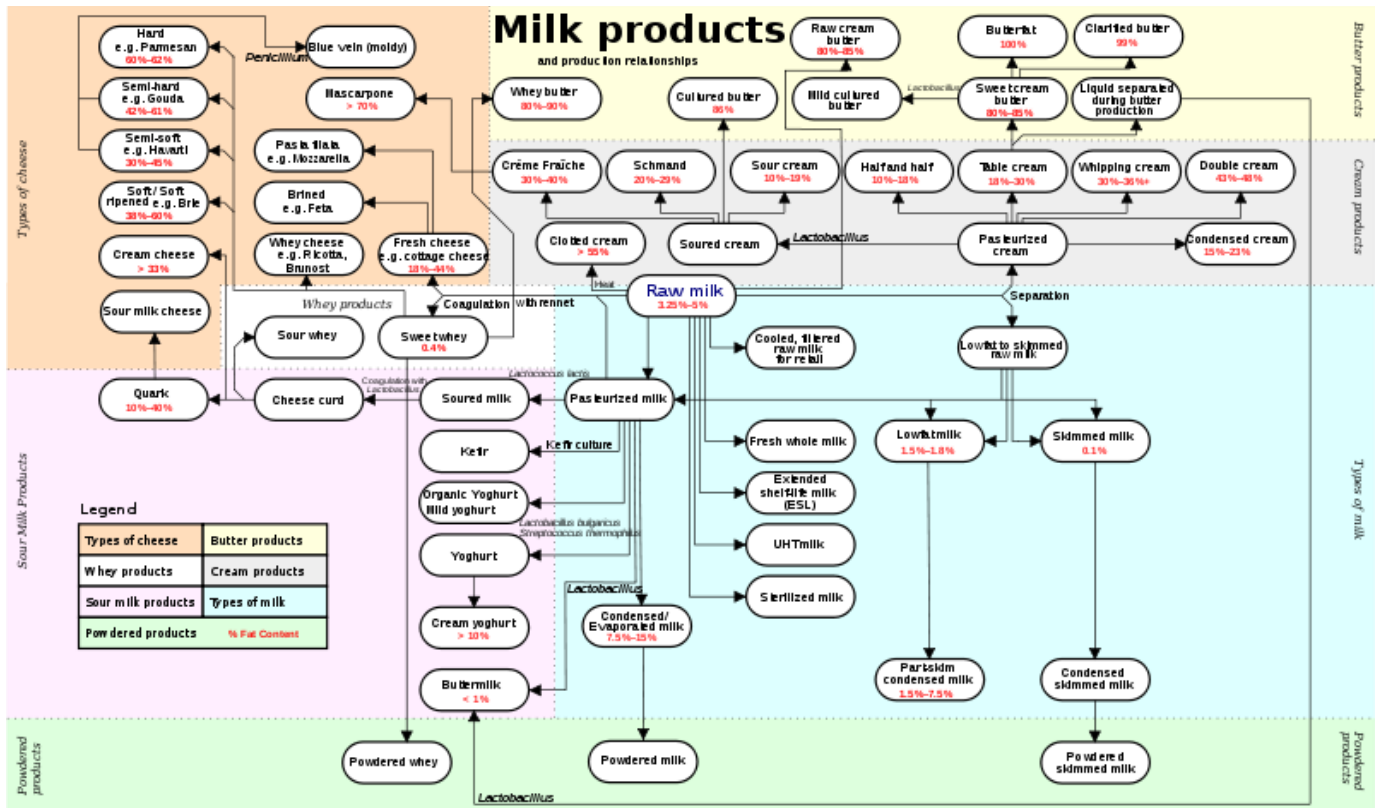 Milk products
and production relationships
Types of cheese
Hard
e.g. Parmesan
60%–62%
Blue vein (moldy)
Penicillium
Semi-hard
e.g. Gouda
42%–61%
Mascarpone
> 70%
Semi-soft
e.g. Havarti
30%–45%
Pasta filata
e.g. Mozzarella
Soft / Soft
ripened e.g. Brie
38%–60%
Brined
e.g. Feta
Cream cheese
> 33%
Whey cheese
e.g. Ricotta,
Brunost
Fresh cheese
e.g. cottage cheese
18%–44%
Sour milk cheese
Butter products
Whey butter
80%–90%
Cultured butter
86%
Raw cream
butter
80%–85%
Mild cultured
butter
Lactobacillus
Butterfat
100%
Clarified butter
99%
Sweet cream
butter
80%–85%
Liquid separated
during butter
production
Cream products
Crème Fraîche
30%–40%
Schmand
20%–29%
Sour cream
10%–19%
Half and half
10%–18%
Table cream
18%–30%
Whipping cream
30%–36%+
Double cream
43%–48%
Clotted cream
> 55%
Soured cream
Lactobacillus
Pasteurized
cream
Condensed cream
15%–23%
Heat
Whey products
Coagulation with rennet
Sour whey
Sweet whey
0.4%
Raw milk
3.25%–5%
Separation
Types of milk
Cooled, filtered
raw milk
for retail
Lowfat to skimmed
raw milk
Sour Milk Products
Quark
10%–40%
Cheese curd
Coagulation with
Lactobacillus
Soured milk
Lactococcus lactis
Pasteurized milk
Kefir
Kefir culture
Fresh whole milk
Lowfat milk
1.5%–1.8%
Skimmed milk
0.1%
Organic Yoghurt
Mild yoghurt
Extended
shelf-life milk
(ESL)
Lactobacillus bulgaricus
Streptococcus thermophilus
Yoghurt
UHT milk
Lactobacillus
Sterilized milk
Cream yoghurt
> 10%
Condensed/
Evaporated milk
7.5%–15%
Buttermilk
< 1%
Part-skim
condensed milk
1.5%–7.5%
Condensed
skimmed milk
Legend
Types of cheese
Butter products
Whey products
Cream products
Sour milk products
Types of milk
Powdered products
% Fat Content
Powdered
products
Powdered whey
Powdered milk
Powdered
skimmed milk
Powdered
products
Lactobacillus